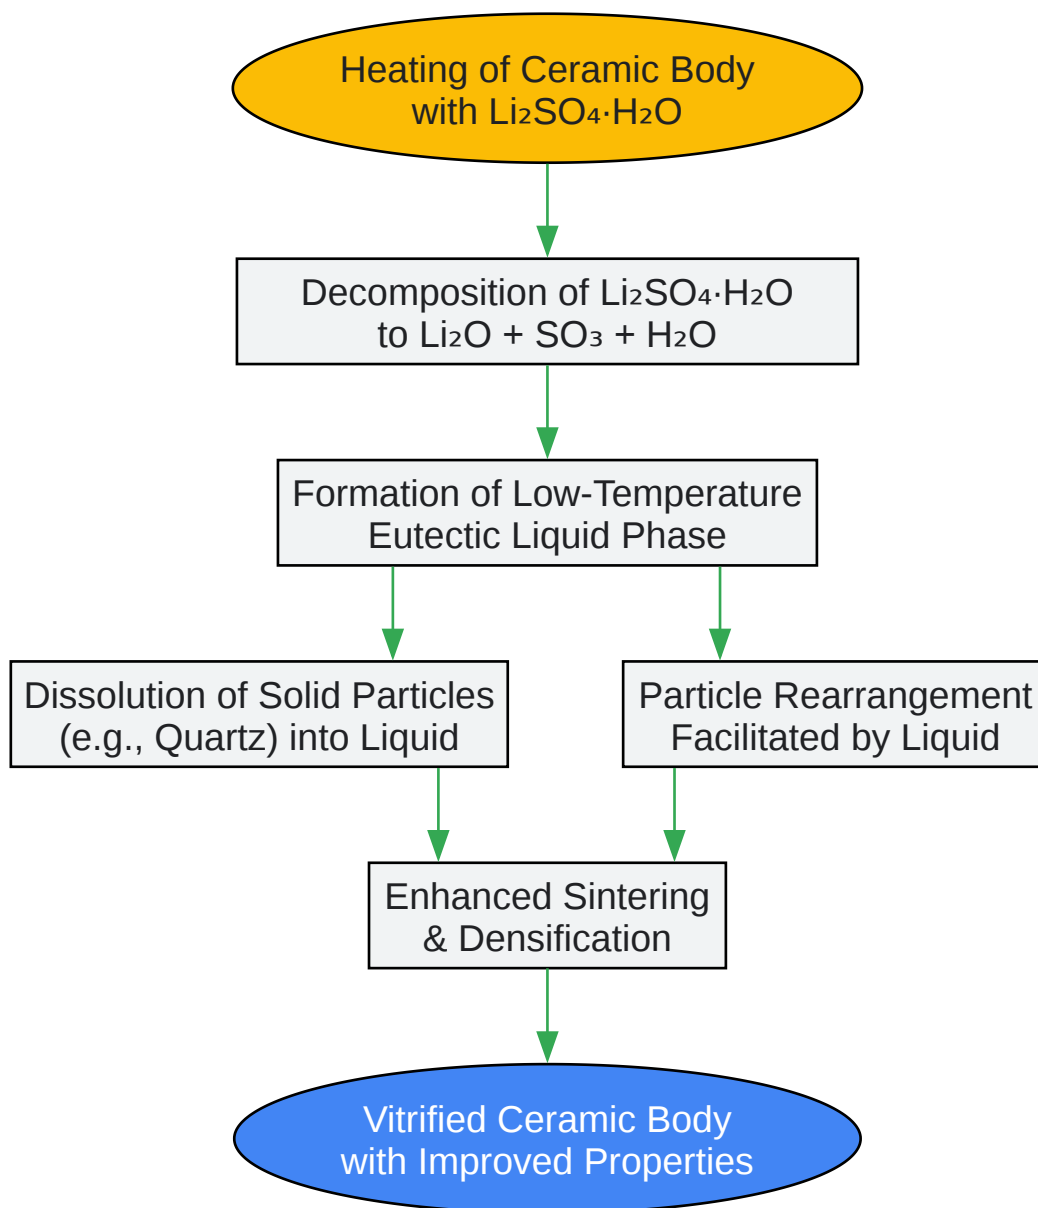 Heating of Ceramic Body
with Li₂SO₄·H₂O
Decomposition of Li₂SO₄·H₂O
to Li₂O + SO₃ + H₂O
Formation of Low-Temperature
Eutectic Liquid Phase
Dissolution of Solid Particles
(e.g., Quartz) into Liquid
Particle Rearrangement
Facilitated by Liquid
Enhanced Sintering
& Densification
Vitrified Ceramic Body
with Improved Properties